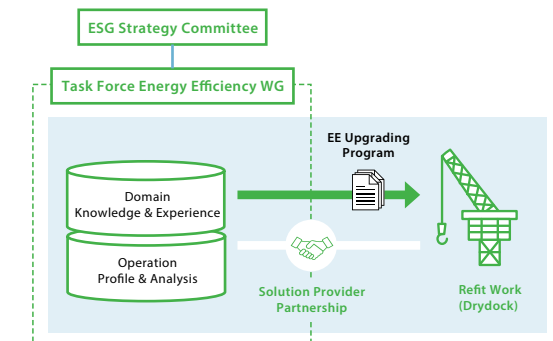 ESG Strategy Committee
Task Force Energy Efficiency WG
EE Upgrading
Program
Domain
Knowledge & Experience
Operation
Profile & Analysis
Solution Provider
Partnership
Refit Work
(Drydock)